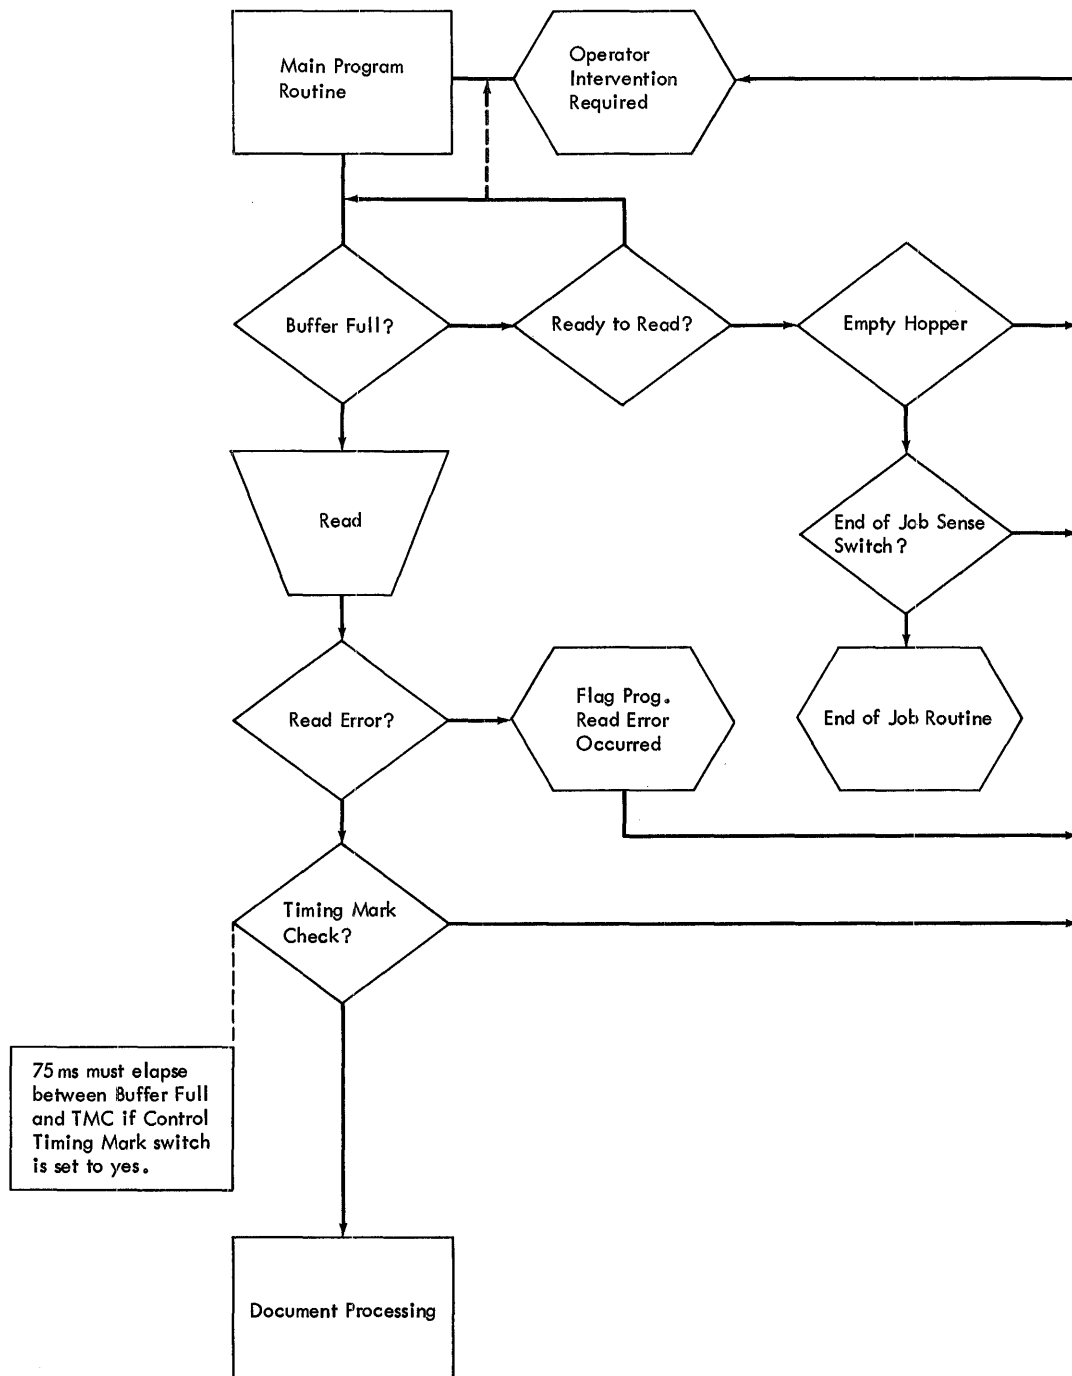 Main Program
Routine
Operator
Intervention
Required
Buffer Full?
Ready to Read?
Empty Hopper
Read
End of Job Sense
Switch?
Read Error?
Flag Prog.
Read Error
Occurred
End of Job Routine
Timing Mark
Check?
75 ms must elapse
between Buffer Full
and TMC if Control
Timing Mark switch
is set to yes.
Document Processing